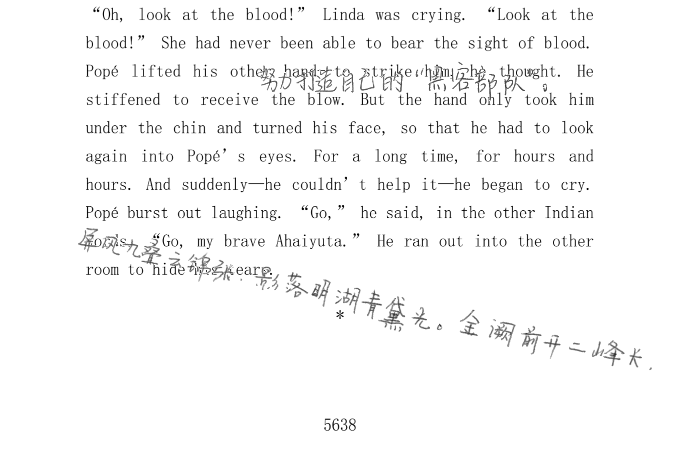 “Oh, look at the blood!” Linda was crying. “Look at the
blood!” She had never been able to bear the sight of blood.
Popé lifted his other hand—to strike him, he thought. He
努力打造自己的“黑客部队”。
stiffened to receive the blow. But the hand only took him
under the chin and turned his face, so that he had to look
again into Popé’s eyes. For a long time, for hours and
hours. And suddenly—he couldn’t help it—he began to cry.
Popé burst out laughing. “Go,” he said, in the other Indian
words, “Go, my brave Ahaiyuta.” He ran out into the other
屏风九叠云锦张，影落明湖青黛光。金阙前开二峰长，
room to hide his tears.
*
5638